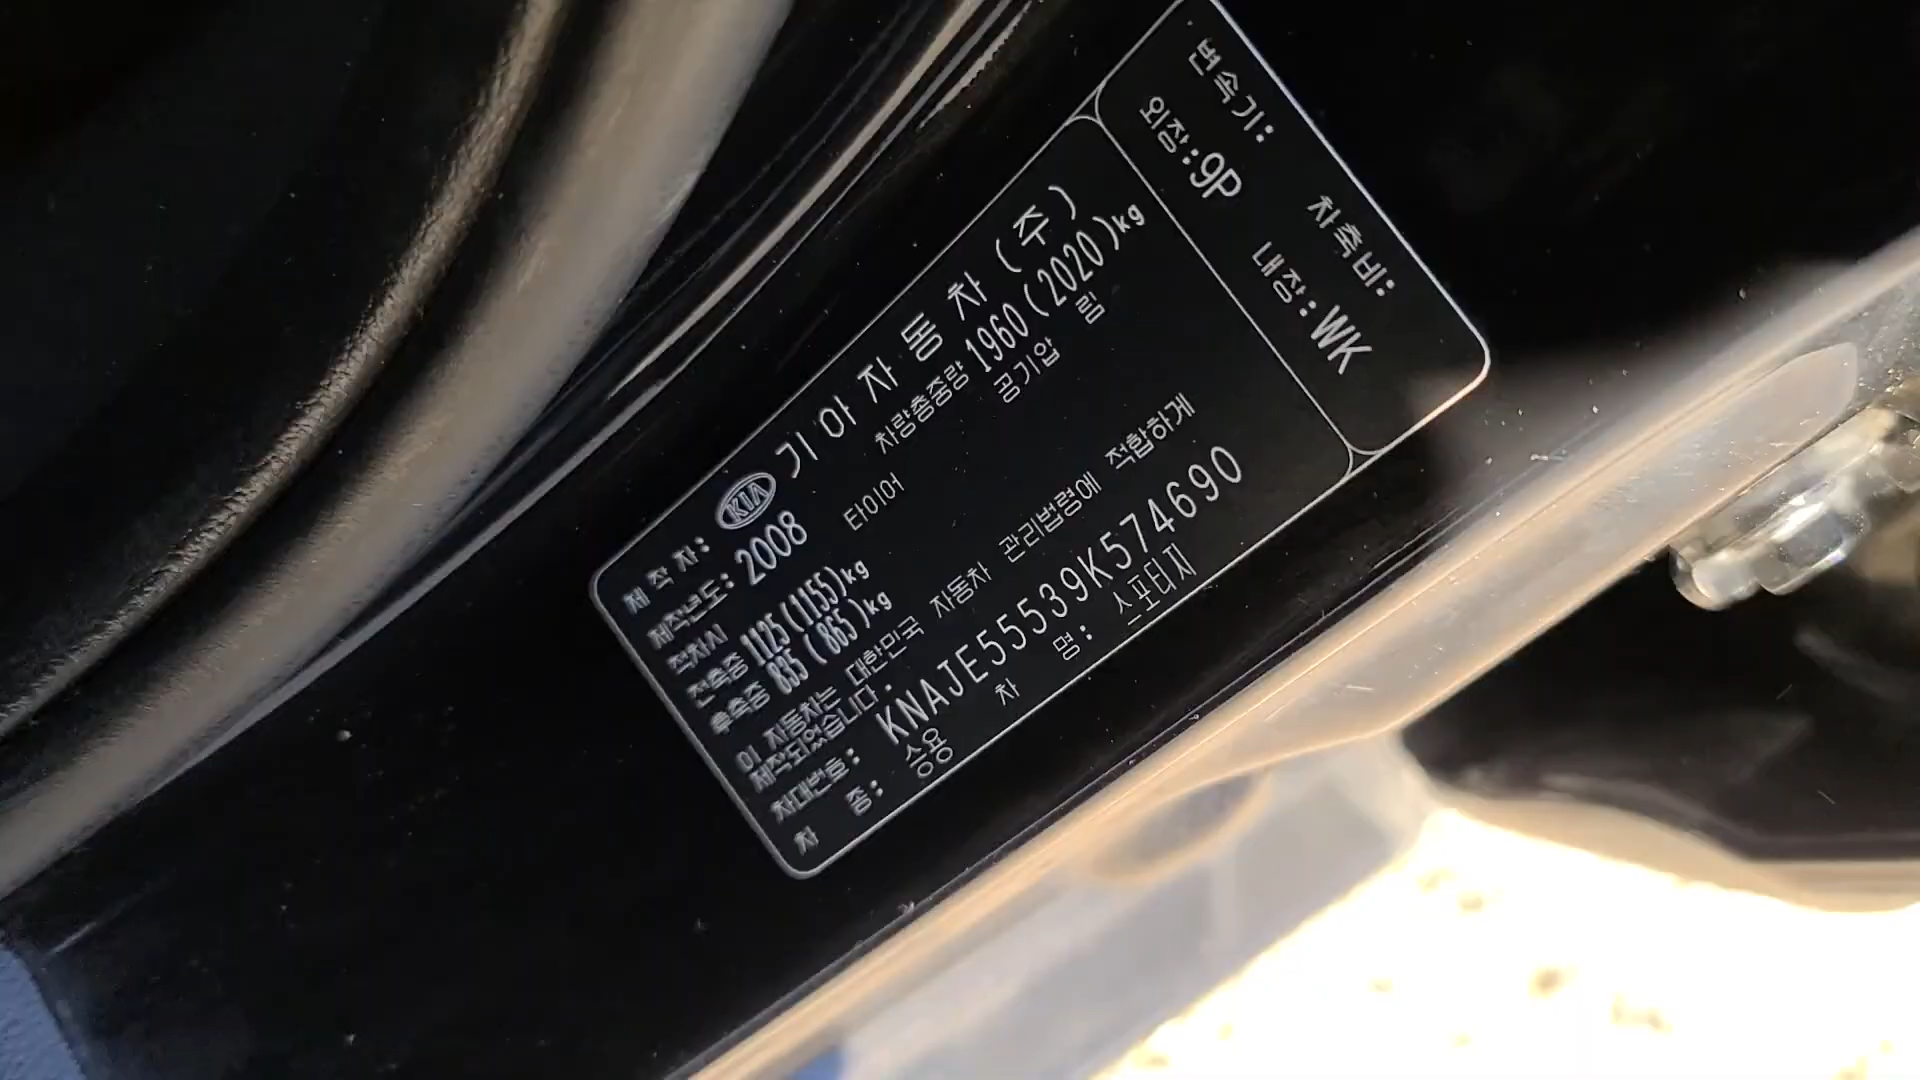 제 작 자: KIA 기 아 자 동 차 (주)
제작년도: 2008 차량총중량 1960(2020)kg
적차시 타이어 공기압 림
전축중 1125(1155)kg
후축중 835(865)kg
이 자동차는 대한민국 자동차 관리법령에 적합하게
제작되었습니다.
차대번호: KNAJE55539K574690
차 종: 승용 차 명: 스포티지
변속기: 차축비:
외장:9P 내장:WK